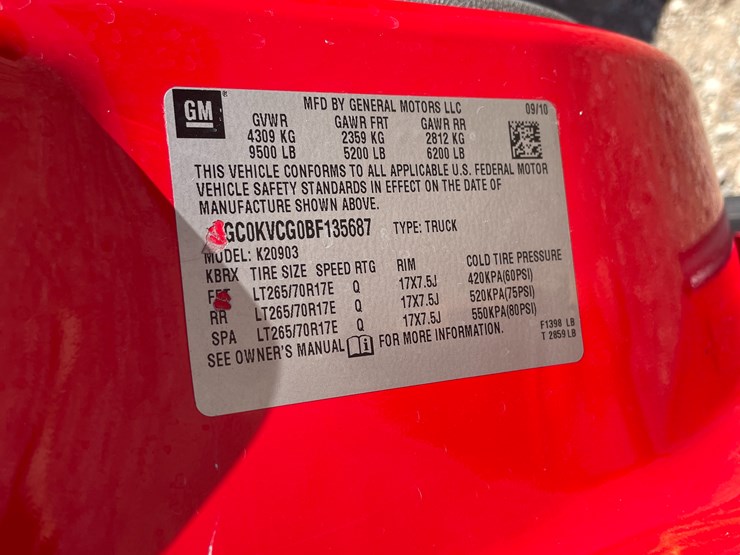 GM
MFD BY GENERAL MOTORS LLC 09/10
GVWR GAWR FRT GAWR RR
4309 KG 2359 KG 2812 KG
9500 LB 5200 LB 6200 LB
THIS VEHICLE CONFORMS TO ALL APPLICABLE U.S. FEDERAL MOTOR
VEHICLE SAFETY STANDARDS IN EFFECT ON THE DATE OF
MANUFACTURE SHOWN ABOVE.
GC0KVCG0BF135687 TYPE: TRUCK
MODEL: K20903
KBRX TIRE SIZE SPEED RTG RIM COLD TIRE PRESSURE
LT265/70R17E Q 17X7.5J 420KPA(60PSI)
RR LT265/70R17E Q 17X7.5J 520KPA(75PSI)
SPA LT265/70R17E Q 17X7.5J 550KPA(80PSI)
SEE OWNER'S MANUAL FOR MORE INFORMATION.
F1398 LB
T 2859 LB